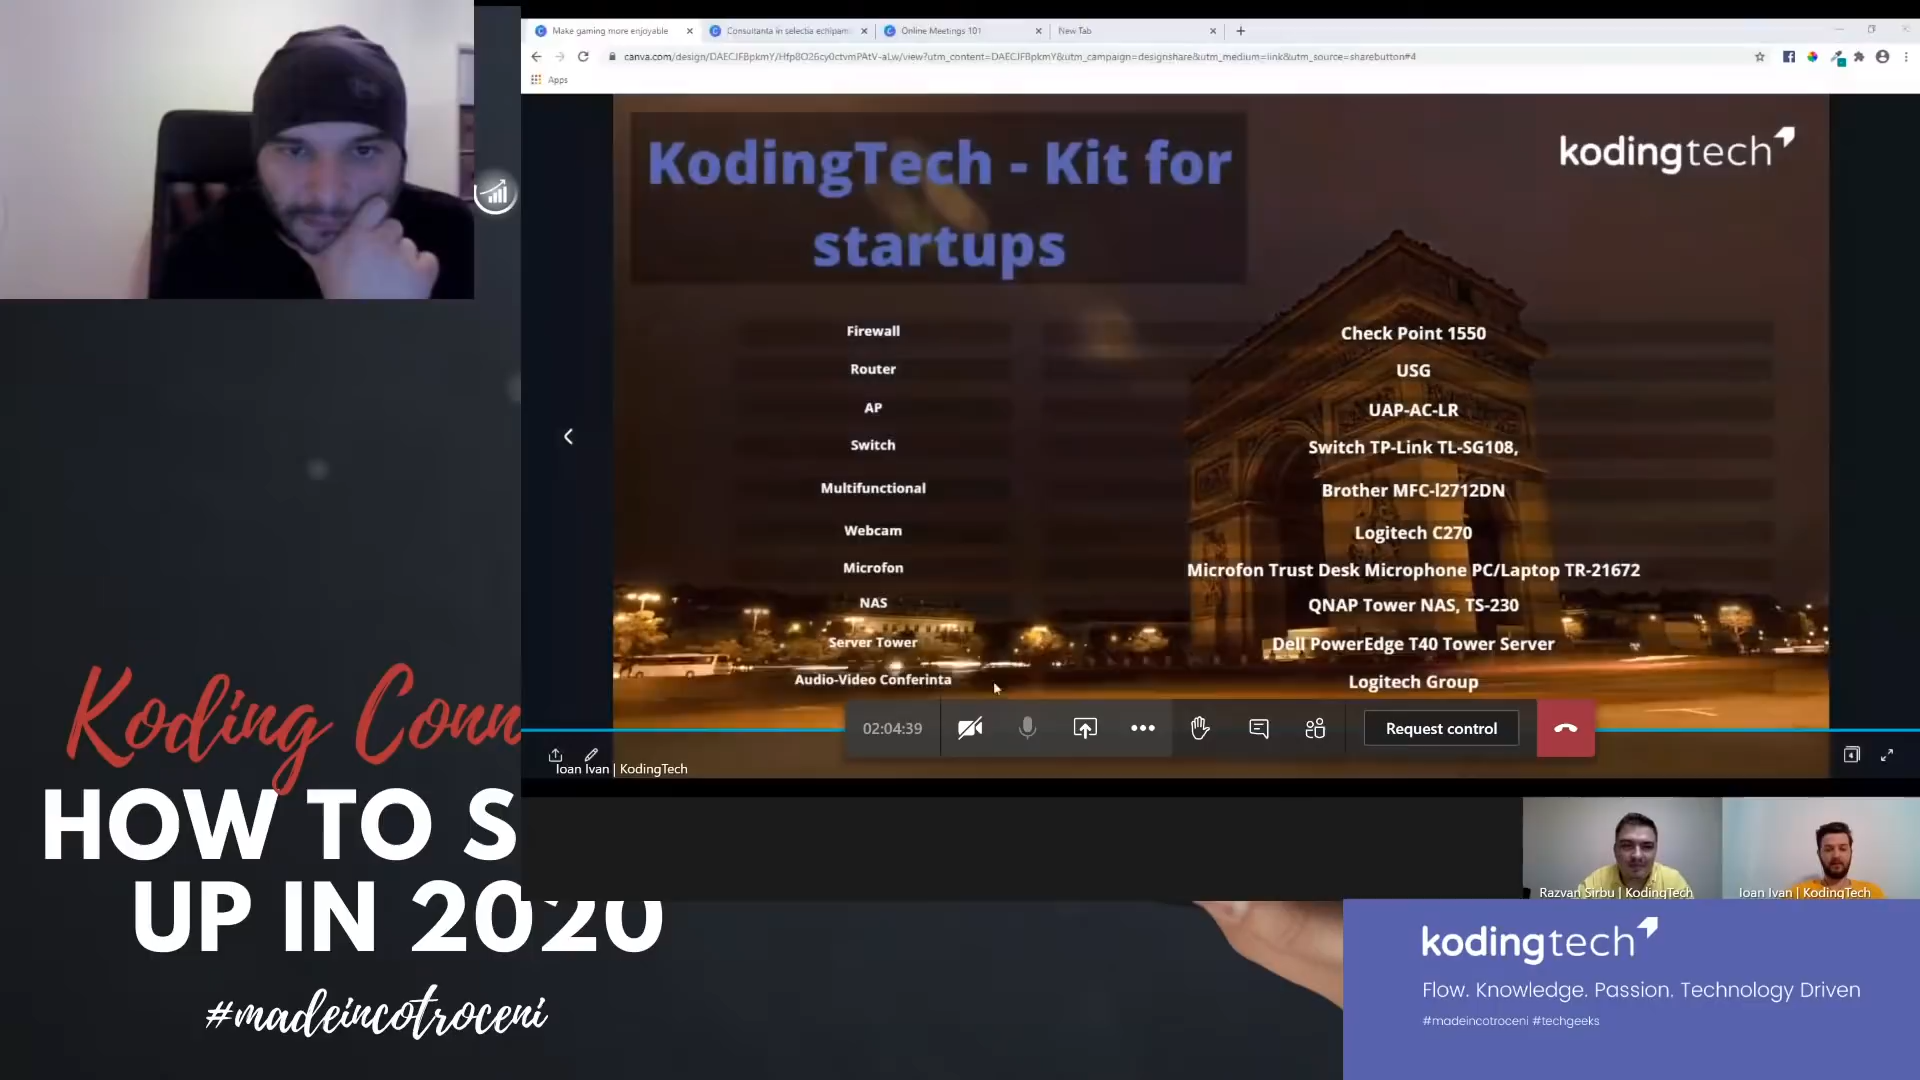 Make gaming more enjoyable
Consultanta in selectia echipam
Online Meetings 101
New Tab
canva.com/design/DAECJFBpkmY/Hfp8O26cy0ctvmPAtV-aLw/view?utm_content=DAECJFBpkmY&utm_campaign=designshare&utm_medium=link&utm_source=sharebutton#4
Apps
KodingTech - Kit for
startups
kodingtech
Firewall Check Point 1550
Router USG
AP UAP-AC-LR
Switch Switch TP-Link TL-SG108,
Multifunctional Brother MFC-l2712DN
Webcam Logitech C270
Microfon Microfon Trust Desk Microphone PC/Laptop TR-21672
NAS QNAP Tower NAS, TS-230
Server Tower Dell PowerEdge T40 Tower Server
Audio-Video Conferinta Logitech Group
02:04:39
Request control
4
Ioan Ivan | KodingTech
Razvan Sirbu | KodingTech
Ioan Ivan | KodingTech
Koding Conn
HOW TO S
UP IN 2020
#madeincotroceni
kodingtech
Flow. Knowledge. Passion. Technology Driven
#madeincotroceni #techgeeks